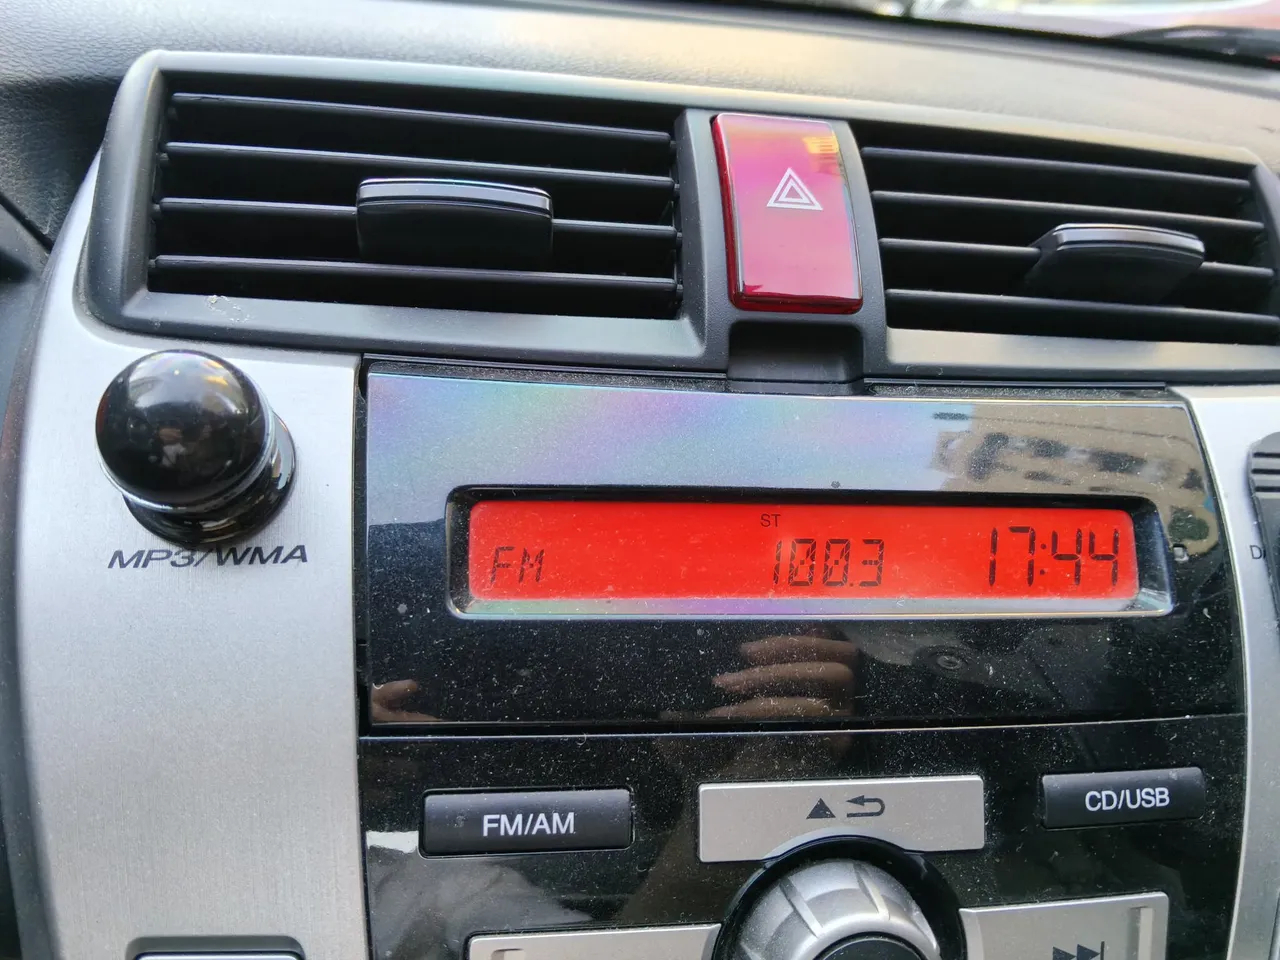 MP3/WMA
ST
FM 100.3 17:44
FM/AM
CD/USB